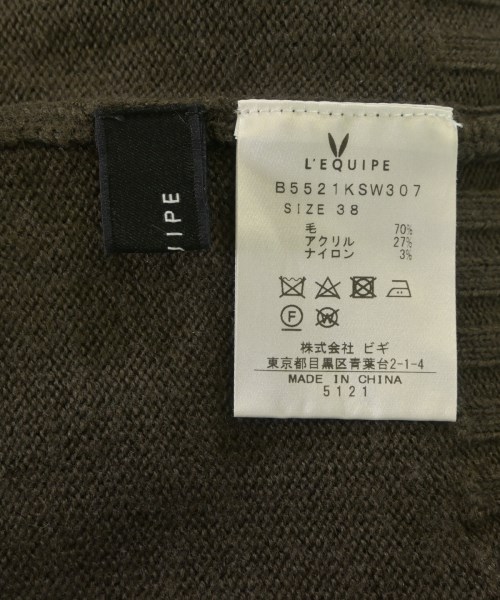 UIPE
L'EQUIPE
B5521KSW307
SIZE 38
毛 70%
アクリル 27%
ナイロン 3%
F W
株式会社 ビギ
東京都目黒区青葉台2-1-4
MADE IN CHINA
5121